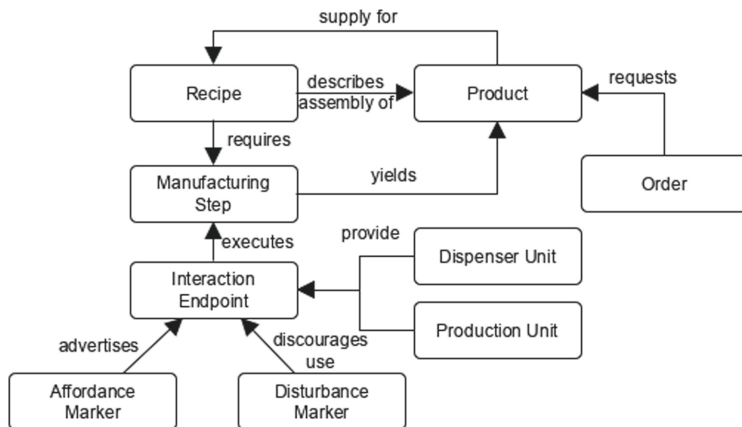 supply for
Recipe
describes
assembly of
Product
requests
requires
Manufacturing
Step
yields
Order
executes
provide
Dispenser Unit
Interaction
Endpoint
Production Unit
advertises
discourages
use
Affordance
Marker
Disturbance
Marker